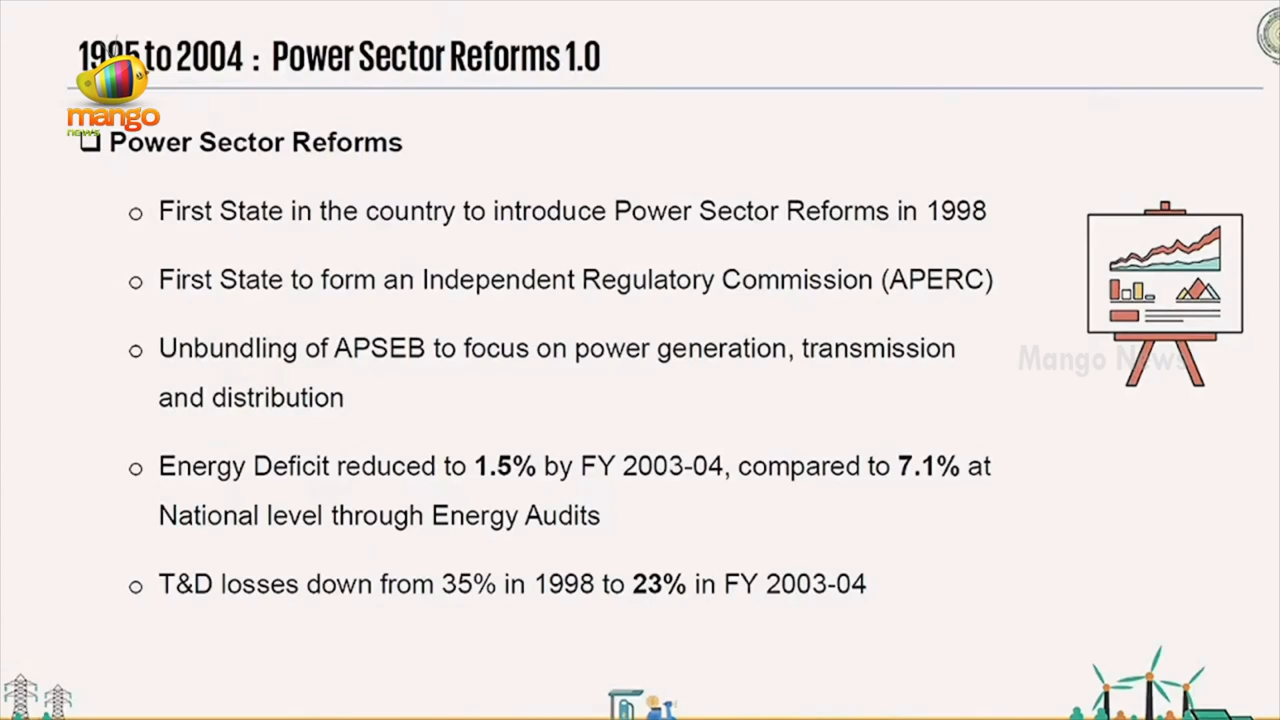 1995 to 2004 : Power Sector Reforms 1.0
mango
news
Power Sector Reforms
First State in the country to introduce Power Sector Reforms in 1998
First State to form an Independent Regulatory Commission (APERC)
Unbundling of APSEB to focus on power generation, transmission
Mango News
and distribution
Energy Deficit reduced to 1.5% by FY 2003-04, compared to 7.1% at
National level through Energy Audits
T&D losses down from 35% in 1998 to 23% in FY 2003-04